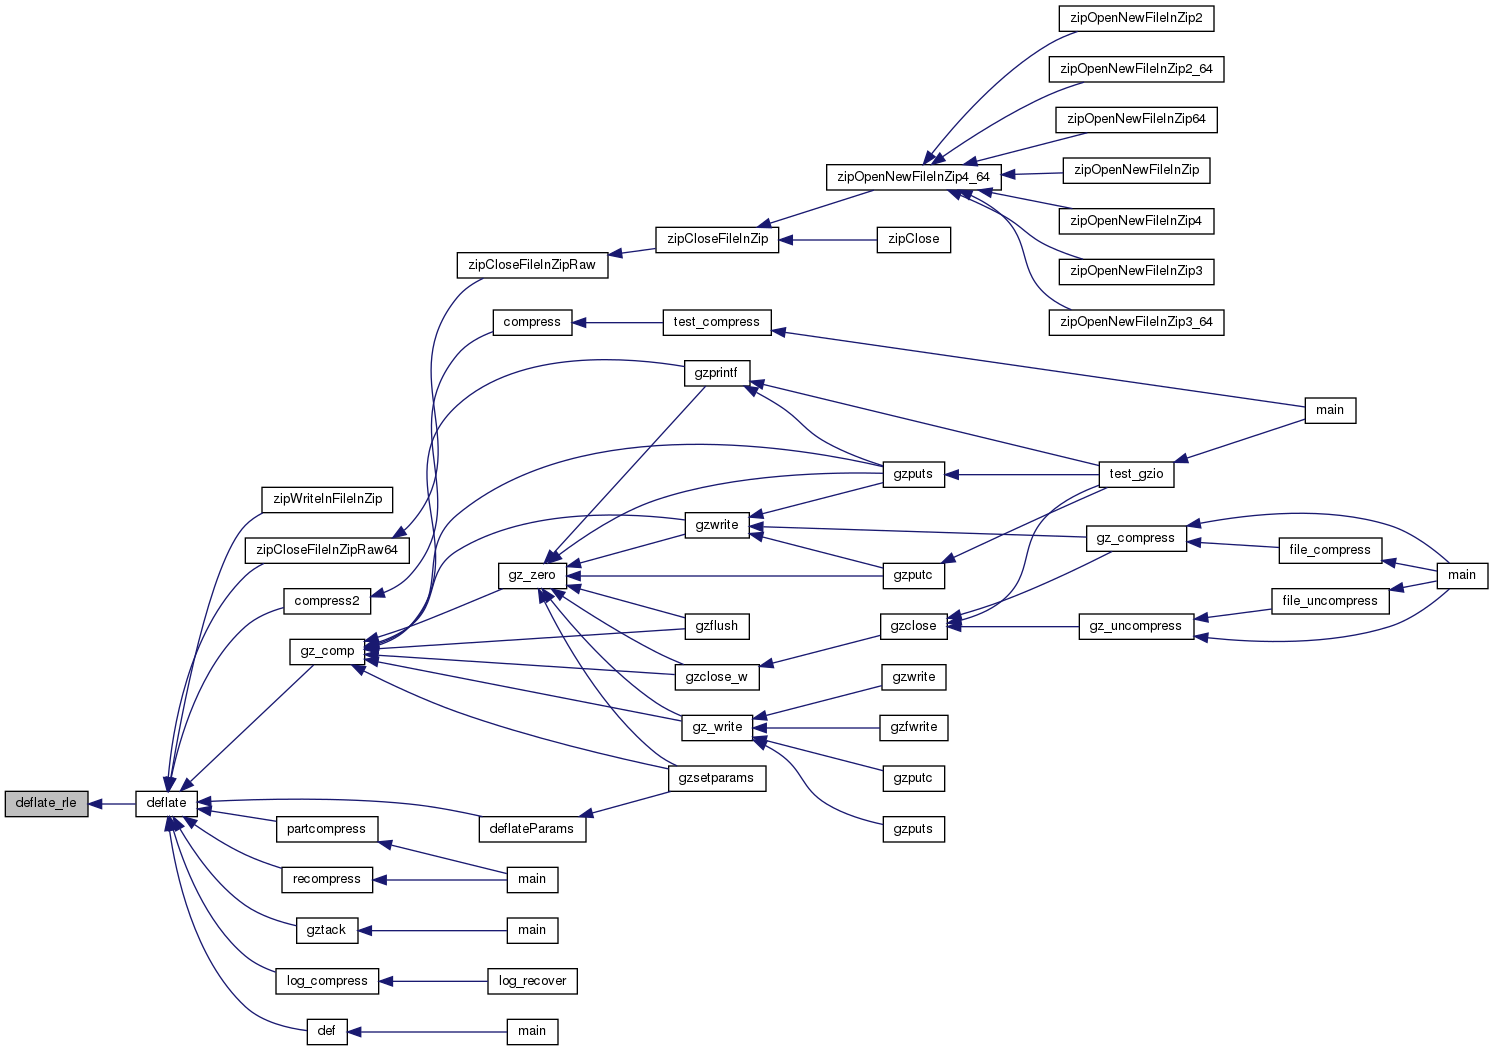 zipOpenNewFileInZip2
zipOpenNewFileInZip2_64
zipOpenNewFileInZip64
zipOpenNewFileInZip
zipOpenNewFileInZip4_64
zipOpenNewFileInZip4
zipCloseFileInZip
zipClose
zipCloseFileInZipRaw
zipOpenNewFileInZip3
compress
test_compress
zipOpenNewFileInZip3_64
gzprintf
main
gzputs
test_gzio
zipWriteInFileInZip
gzwrite
gz_compress
zipCloseFileInZipRaw64
file_compress
gz_zero
gzputc
main
compress2
file_uncompress
gzflush
gzclose
gz_uncompress
gz_comp
gzclose_w
gzwrite
gz_write
gzfwrite
gzsetparams
gzputc
deflate_rle
deflate
partcompress
deflateParams
gzputs
recompress
main
gztack
main
log_compress
log_recover
def
main